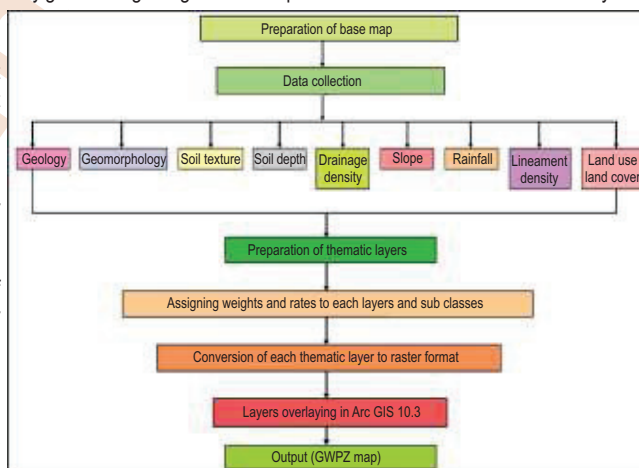 Preparation of base map
Data collection
Geology
Geomorphology
Soil texture
Soil depth
Drainage
density
Slope
Rainfall
Lineament
density
Land use
land cover
Preparation of thematic layers
Assigning weights and rates to each layers and sub classes
Conversion of each thematic layer to raster format
Layers overlaying in Arc GIS 10.3
Output (GWPZ map)